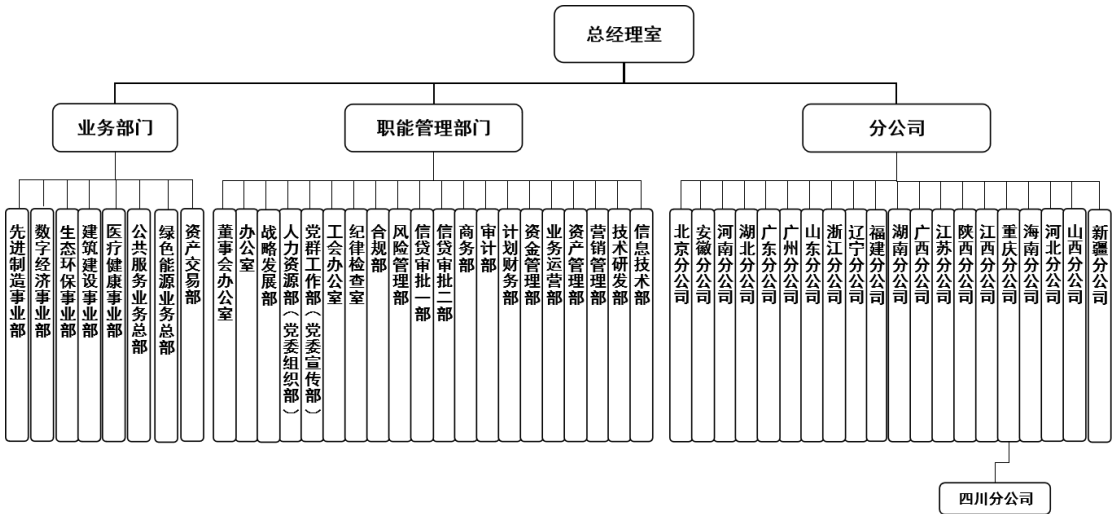 总经理室
业务部门
职能管理部门
分公司
先进制造事业部
数字经济事业部
生态环保事业部
建筑建设事业部
医疗健康事业部
公共服务业务总部
绿色能源业务总部
资产交易部
董事会办公室
办公室
战略发展部
人力资源部（党委组织部）
党群工作部（党委宣传部）
工会办公室
纪律检查室
合规部
风险管理部
信贷审批一部
信贷审批二部
商务部
审计部
计划财务部
资金管理部
业务运营部
资产管理部
营销管理部
技术研发部
信息技术部
北京分公司
安徽分公司
河南分公司
湖北分公司
广东分公司
广州分公司
山东分公司
浙江分公司
辽宁分公司
福建分公司
湖南分公司
广西分公司
江苏分公司
陕西分公司
江西分公司
重庆分公司
海南分公司
河北分公司
山西分公司
新疆分公司
四川分公司